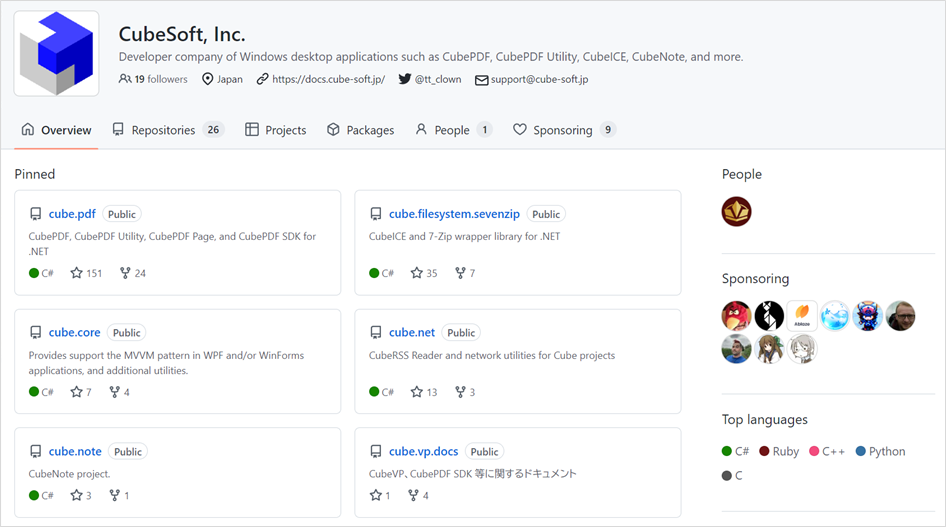 CubeSoft, Inc.
Developer company of Windows desktop applications such as CubePDF, CubePDF Utility, CubeICE, CubeNote, and more.
19 followers Japan https://docs.cube-soft.jp/ @tt_clown support@cube-soft.jp
Overview Repositories 26 Projects Packages People 1 Sponsoring 9
Pinned
cube.pdf Public
CubePDF, CubePDF Utility, CubePDF Page, and CubePDF SDK for
.NET
C# 151 24
cube.filesystem.sevenzip Public
CubeICE and 7-Zip wrapper library for .NET
C# 35 7
cube.core Public
Provides support the MVVM pattern in WPF and/or WinForms
applications, and additional utilities.
C# 7 4
cube.net Public
CubeRSS Reader and network utilities for Cube projects
C# 13 3
cube.note Public
CubeNote project.
C# 3 1
cube.vp.docs Public
CubeVP、CubePDF SDK 等に関するドキュメント
1 4
People
Sponsoring
Ablaze
Top languages
C# Ruby C++ Python
C